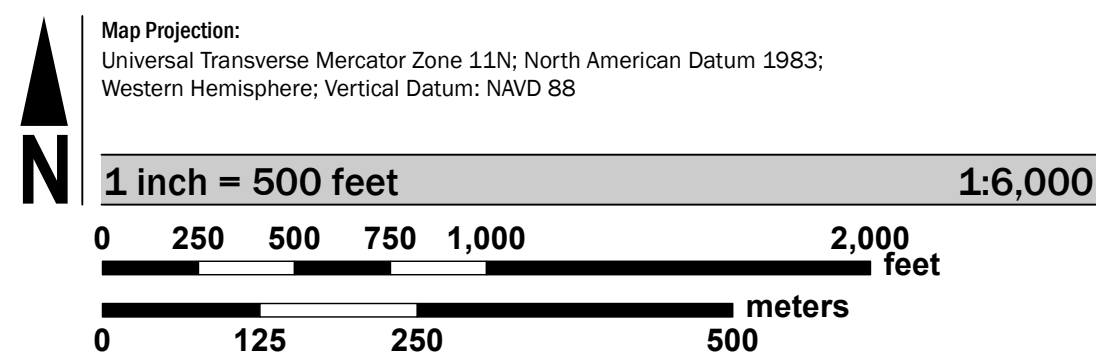 N
Map Projection:
Universal Transverse Mercator Zone 11N; North American Datum 1983;
Western Hemisphere; Vertical Datum: NAVD 88
1 inch = 500 feet 1:6,000
0 250 500 750 1,000 2,000
feet
meters
0 125 250 500